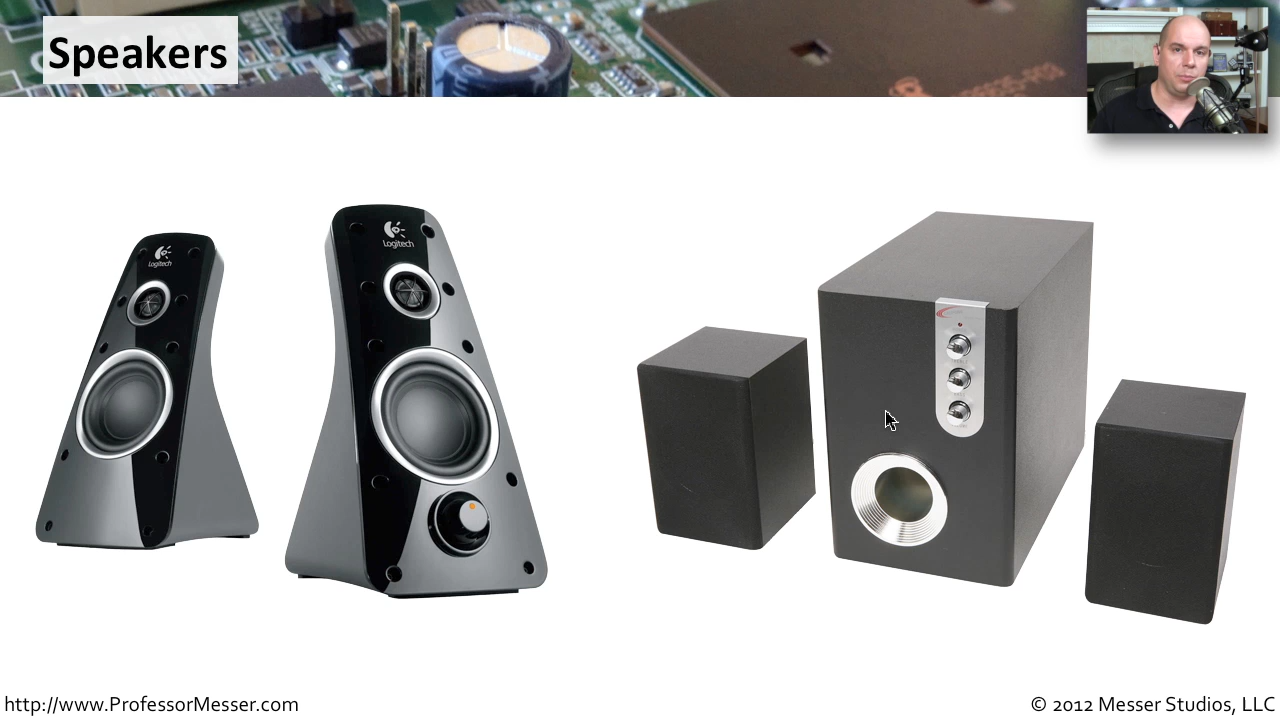 Speakers
Logitech
Logitech
http://www.ProfessorMesser.com
© 2012 Messer Studios, LLC